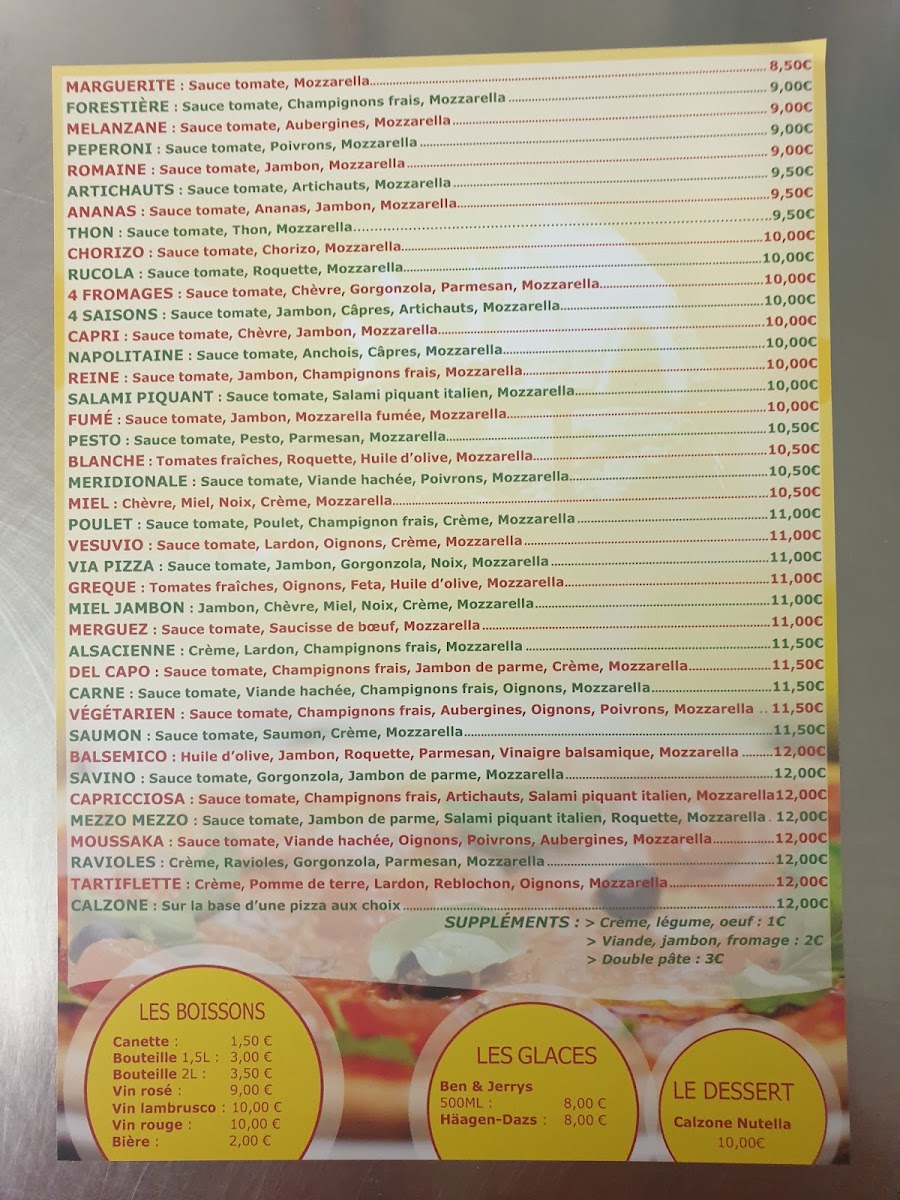 MARGUERITE : Sauce tomate, Mozzarella 8,50€
FORESTIÈRE : Sauce tomate, Champignons frais, Mozzarella 9,00€
MELANZANE : Sauce tomate, Aubergines, Mozzarella 9,00€
PEPERONI : Sauce tomate, Poivrons, Mozzarella 9,00€
ROMAINE : Sauce tomate, Jambon, Mozzarella 9,00€
ARTICHAUTS : Sauce tomate, Artichauts, Mozzarella 9,50€
ANANAS : Sauce tomate, Ananas, Jambon, Mozzarella 9,50€
THON : Sauce tomate, Thon, Mozzarella 9,50€
CHORIZO : Sauce tomate, Chorizo, Mozzarella 10,00€
RUCOLA : Sauce tomate, Roquette, Mozzarella 10,00€
4 FROMAGES : Sauce tomate, Chèvre, Gorgonzola, Parmesan, Mozzarella 10,00€
4 SAISONS : Sauce tomate, Jambon, Câpres, Artichauts, Mozzarella 10,00€
CAPRI : Sauce tomate, Chèvre, Jambon, Mozzarella 10,00€
NAPOLITAINE : Sauce tomate, Anchois, Câpres, Mozzarella 10,00€
REINE : Sauce tomate, Jambon, Champignons frais, Mozzarella 10,00€
SALAMI PIQUANT : Sauce tomate, Salami piquant italien, Mozzarella 10,00€
FUMÉ : Sauce tomate, Jambon, Mozzarella fumée, Mozzarella 10,00€
PESTO : Sauce tomate, Pesto, Parmesan, Mozzarella 10,50€
BLANCHE : Tomates fraîches, Roquette, Huile d'olive, Mozzarella 10,50€
MERIDIONALE : Sauce tomate, Viande hachée, Poivrons, Mozzarella 10,50€
MIEL : Chèvre, Miel, Noix, Crème, Mozzarella 10,50€
POULET : Sauce tomate, Poulet, Champignon frais, Crème, Mozzarella 11,00€
VESUVIO : Sauce tomate, Lardon, Oignons, Crème, Mozzarella 11,00€
VIA PIZZA : Sauce tomate, Jambon, Gorgonzola, Noix, Mozzarella 11,00€
GREQUE : Tomates fraîches, Oignons, Feta, Huile d'olive, Mozzarella 11,00€
MIEL JAMBON : Jambon, Chèvre, Miel, Noix, Crème, Mozzarella 11,00€
MERGUEZ : Sauce tomate, Saucisse de bœuf, Mozzarella 11,00€
ALSACIENNE : Crème, Lardon, Champignons frais, Mozzarella 11,50€
DEL CAPO : Sauce tomate, Champignons frais, Jambon de parme, Crème, Mozzarella 11,50€
CARNE : Sauce tomate, Viande hachée, Champignons frais, Oignons, Mozzarella 11,50€
VÉGÉTARIEN : Sauce tomate, Champignons frais, Aubergines, Oignons, Poivrons, Mozzarella .. 11,50€
SAUMON : Sauce tomate, Saumon, Crème, Mozzarella 11,50€
BALSEMICO : Huile d'olive, Jambon, Roquette, Parmesan, Vinaigre balsamique, Mozzarella 12,00€
SAVINO : Sauce tomate, Gorgonzola, Jambon de parme, Mozzarella 12,00€
CAPRICCIOSA : Sauce tomate, Champignons frais, Artichauts, Salami piquant italien, Mozzarella12,00€
MEZZO MEZZO : Sauce tomate, Jambon de parme, Salami piquant italien, Roquette, Mozzarella . 12,00€
MOUSSAKA : Sauce tomate, Viande hachée, Oignons, Poivrons, Aubergines, Mozzarella 12,00€
RAVIOLES : Crème, Ravioles, Gorgonzola, Parmesan, Mozzarella 12,00€
TARTIFLETTE : Crème, Pomme de terre, Lardon, Reblochon, Oignons, Mozzarella 12,00€
CALZONE : Sur la base d'une pizza aux choix 12,00€
SUPPLÉMENTS : > Crème, légume, oeuf : 1€
> Viande, jambon, fromage : 2€
> Double pâte : 3€
LES BOISSONS
Canette : 1,50 €
Bouteille 1,5L : 3,00 €
Bouteille 2L : 3,50 €
Vin rosé : 9,00 €
Vin lambrusco : 10,00 €
Vin rouge : 10,00 €
Bière : 2,00 €
LES GLACES
Ben & Jerrys
500ML : 8,00 €
Häagen-Dazs : 8,00 €
LE DESSERT
Calzone Nutella
10,00€